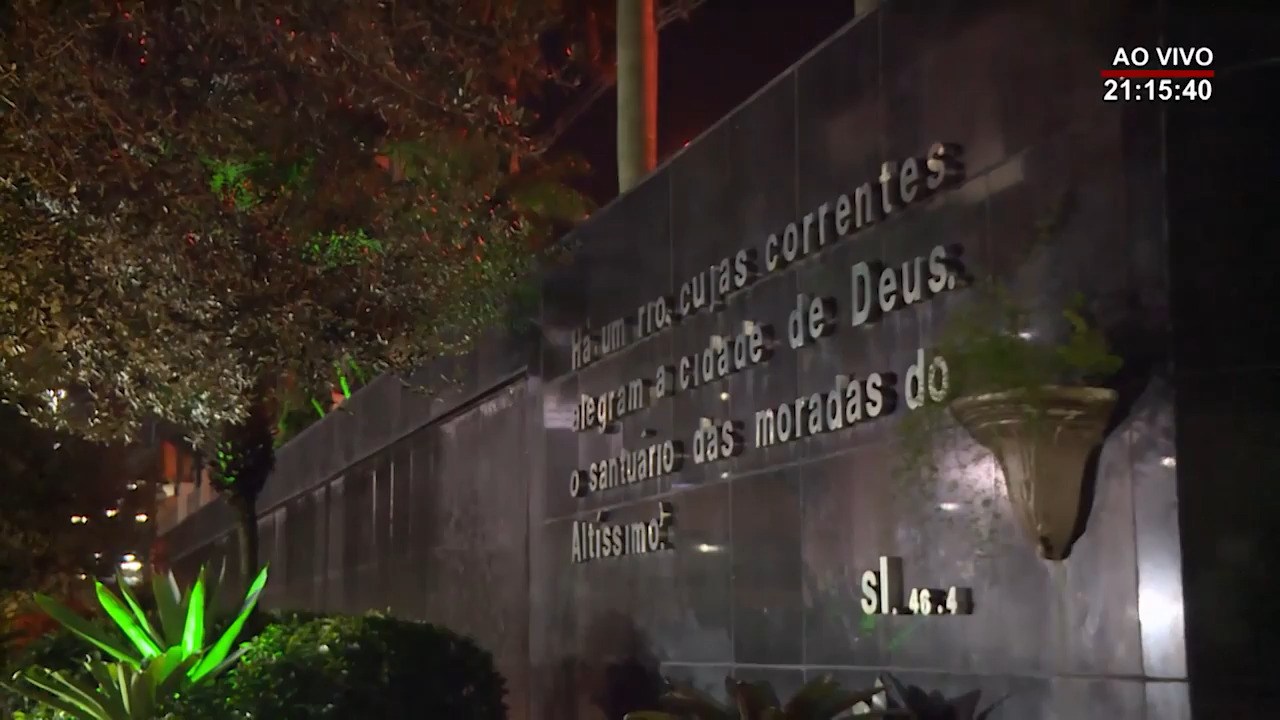 AO VIVO
21:15:40
Há um rio, cujas correntes
alegram a cidade de Deus,
o santuário das moradas do
Altíssimo.
sl. 46.4